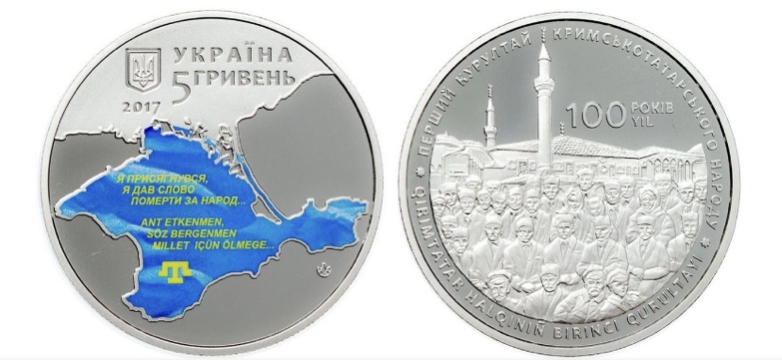 УКРАЇНА
5 ГРИВЕНЬ
2017
Я ПРИСЯГНУВСЯ,
Я ДАВ СЛОВО
ПОМЕРТИ ЗА НАРОД...
ANT ETKENMEN,
SÖZ BERGENMEN
MILLET IÇÜN ÖLMEGE...
ПЕРШИЙ КУРУЛТАЙ КРИМСЬКОТАТАРСЬКОГО НАРОДУ
100 РОКІВ
YIL
QIRIMTATAR HALQINIÑ BIRINCI QURULTAYI